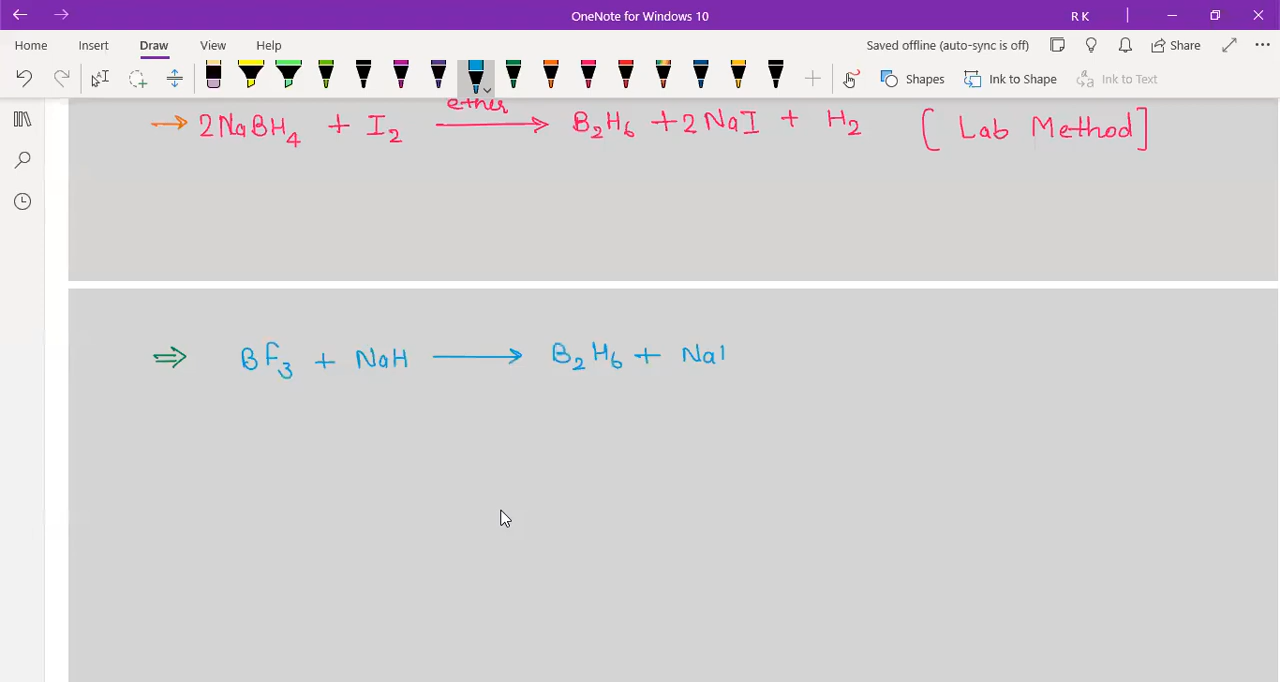 OneNote for Windows 10
R K
Home Insert Draw View Help
Saved offline (auto-sync is off) Share
Shapes Ink to Shape Ink to Text
ether
→ 2NaBH₄ + I₂ ⟶ B₂H₆ + 2NaI + H₂ [Lab Method]
⇒ BF₃ + NaH ⟶ B₂H₆ + Na